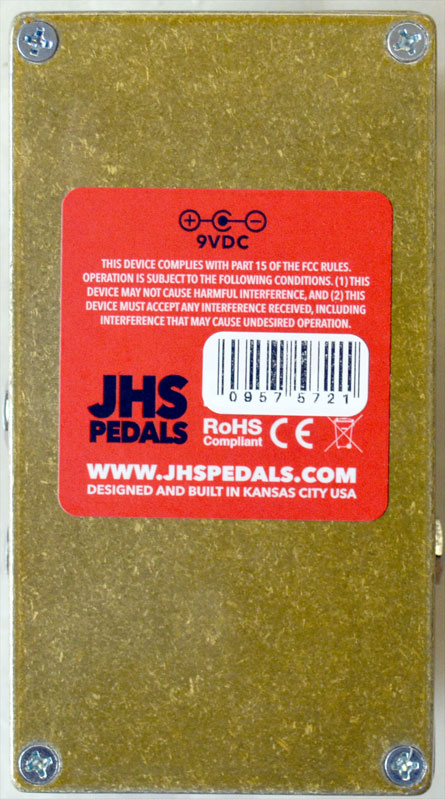 9VDC
THIS DEVICE COMPLIES WITH PART 15 OF THE FCC RULES.
OPERATION IS SUBJECT TO THE FOLLOWING CONDITIONS. (1) THIS
DEVICE MAY NOT CAUSE HARMFUL INTERFERENCE, AND (2) THIS
DEVICE MUST ACCEPT ANY INTERFERENCE RECEIVED, INCLUDING
INTERFERENCE THAT MAY CAUSE UNDESIRED OPERATION.
09575721
JHS
PEDALS
RoHS
Compliant
CE
WWW.JHSPEDALS.COM
DESIGNED AND BUILT IN KANSAS CITY USA